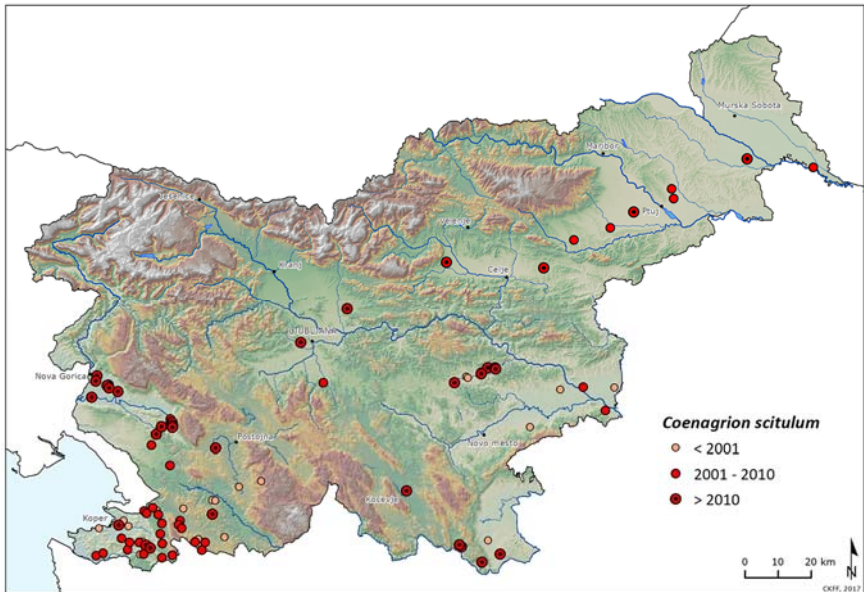 Murska Sobota
Maribor
Jesenice
Ptuj
Velenje
Kranj
Celje
LJUBLJANA
Nova Gorica
Coenagrion scitulum
< 2001
Postojna
Novo mesto
2001 - 2010
> 2010
Kočevje
Koper
0 10 20 km
N
CKFF, 2017